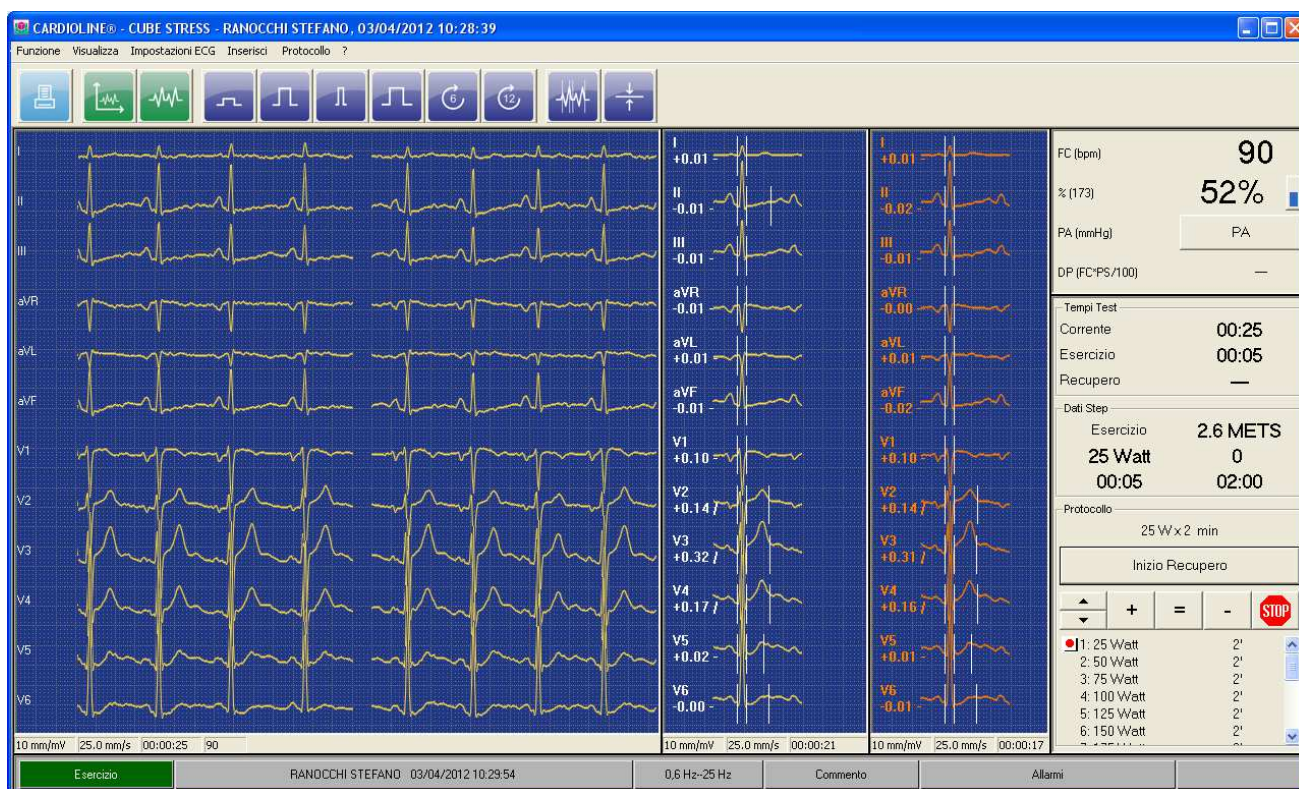 CARDIOLINE® - CUBE STRESS - RANOCCHI STEFANO, 03/04/2012 10:28:39
Funzione Visualizza Impostazioni ECG Inserisci Protocollo ?
6 12
I
II
III
aVR
aVL
aVF
V1
V2
V3
V4
V5
V6
10 mm/mV 25.0 mm/s 00:00:25 90
I
+0.01
II
-0.01
III
-0.01
aVR
-0.01
aVL
+0.01
aVF
-0.01
V1
+0.10
V2
+0.14
V3
+0.32
V4
+0.17
V5
+0.02
V6
-0.00
10 mm/mV 25.0 mm/s 00:00:21
I
+0.01
II
-0.02
III
-0.01
aVR
-0.00
aVL
+0.01
aVF
-0.02
V1
+0.10
V2
+0.14
V3
+0.31
V4
+0.16
V5
+0.01
V6
-0.01
10 mm/mV 25.0 mm/s 00:00:17
FC (bpm) 90
% (173) 52%
PA (mmHg) PA
DP (FC*PS/100) —
Tempi Test
Corrente 00:25
Esercizio 00:05
Recupero —
Dati Step
Esercizio 2.6 METS
25 Watt 0
00:05 02:00
Protocollo
25 W x 2 min
Inizio Recupero
+ = - STOP
1: 25 Watt 2'
2: 50 Watt 2'
3: 75 Watt 2'
4: 100 Watt 2'
5: 125 Watt 2'
6: 150 Watt 2'
Esercizio RANOCCHI STEFANO 03/04/2012 10:29:54 0,6 Hz--25 Hz Commento Allarmi